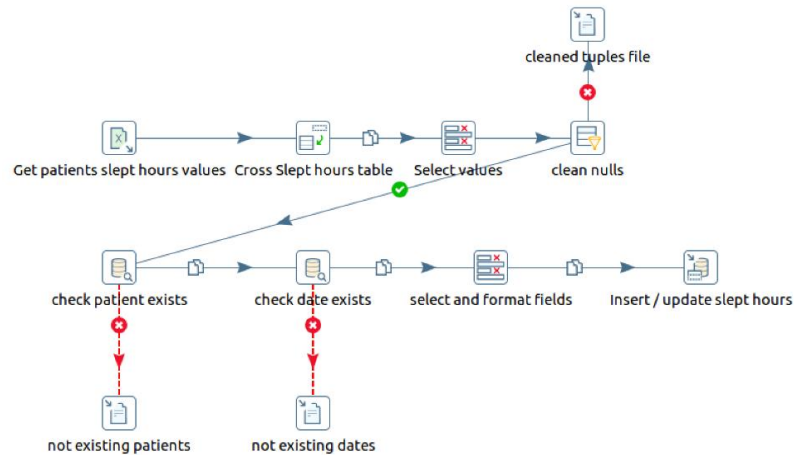 cleaned tuples file
Get patients slept hours values
Cross Slept hours table
Select values
clean nulls
check patient exists
check date exists
select and format fields
Insert / update slept hours
not existing patients
not existing dates